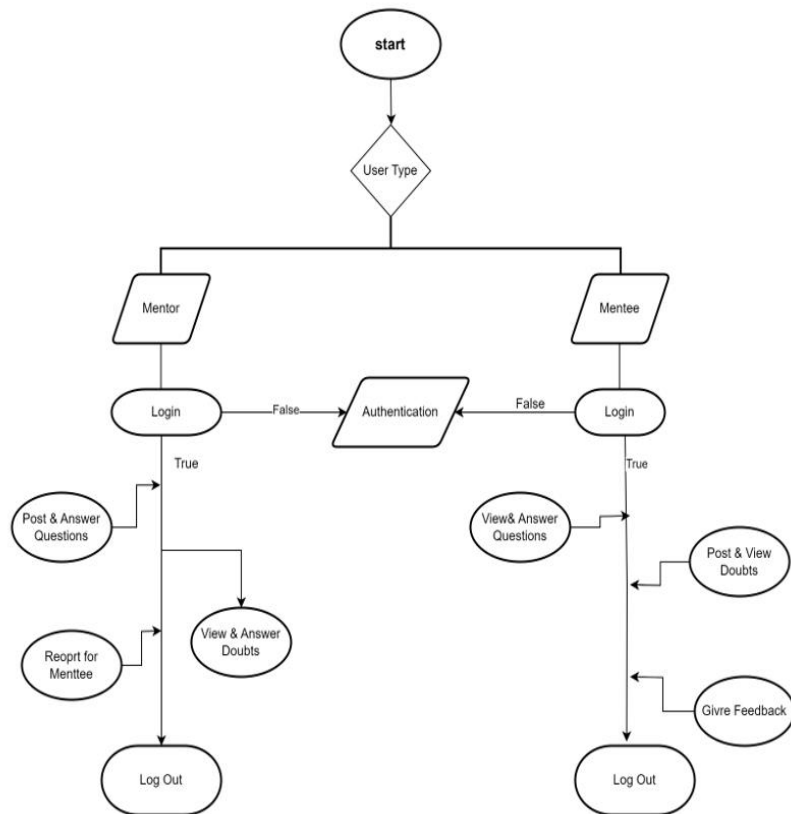 start
User Type
Mentor
Mentee
Login
False
Authentication
False
Login
True
True
Post & Answer
Questions
View& Answer
Questions
Post & View
Doubts
View & Answer
Doubts
Reoprt for
Menttee
Givre Feedback
Log Out
Log Out